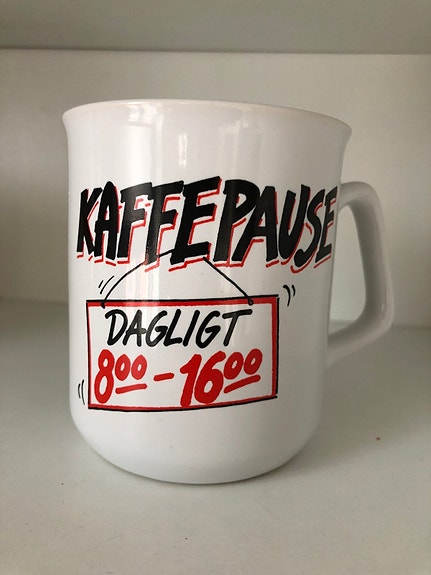 KAFFEPAUSE
DAGLIGT
800 - 1600